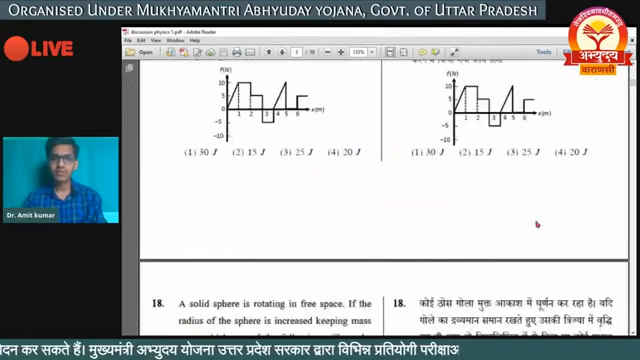 ORGANISED UNDER MUKHYAMANTRI ABHYUDAY YOJANA, GOVT. OF UTTAR PRADESH
LIVE
discussion physics 1.pdf - Adobe Reader
File Edit View Window Help
Open
133%
Tools
अभ्युदय
वाराणसी
F(N)
10
5
0
−5
−10
1 2 3 4 5 6
x(m)
(1) 30 J (2) 15 J (3) 25 J (4) 20 J
F(N)
10
5
0
−5
−10
1 2 3 4 5 6
x(m)
(1) 30 J (2) 15 J (3) 25 J (4) 20 J
Dr. Amit kumar
18. A solid sphere is rotating in free space. If the
radius of the sphere is increased keeping mass
18. कोई ठोस गोला मुक्त आकाश में घूर्णन कर रहा है। यदि
गोले का द्रव्यमान समान रखते हुए उसकी त्रिज्या में वृद्धि
दन कर सकते हैं। मुख्यमंत्री अभ्युदय योजना उत्तर प्रदेश सरकार द्वारा विभिन्न प्रतियोगी परीक्षाअ